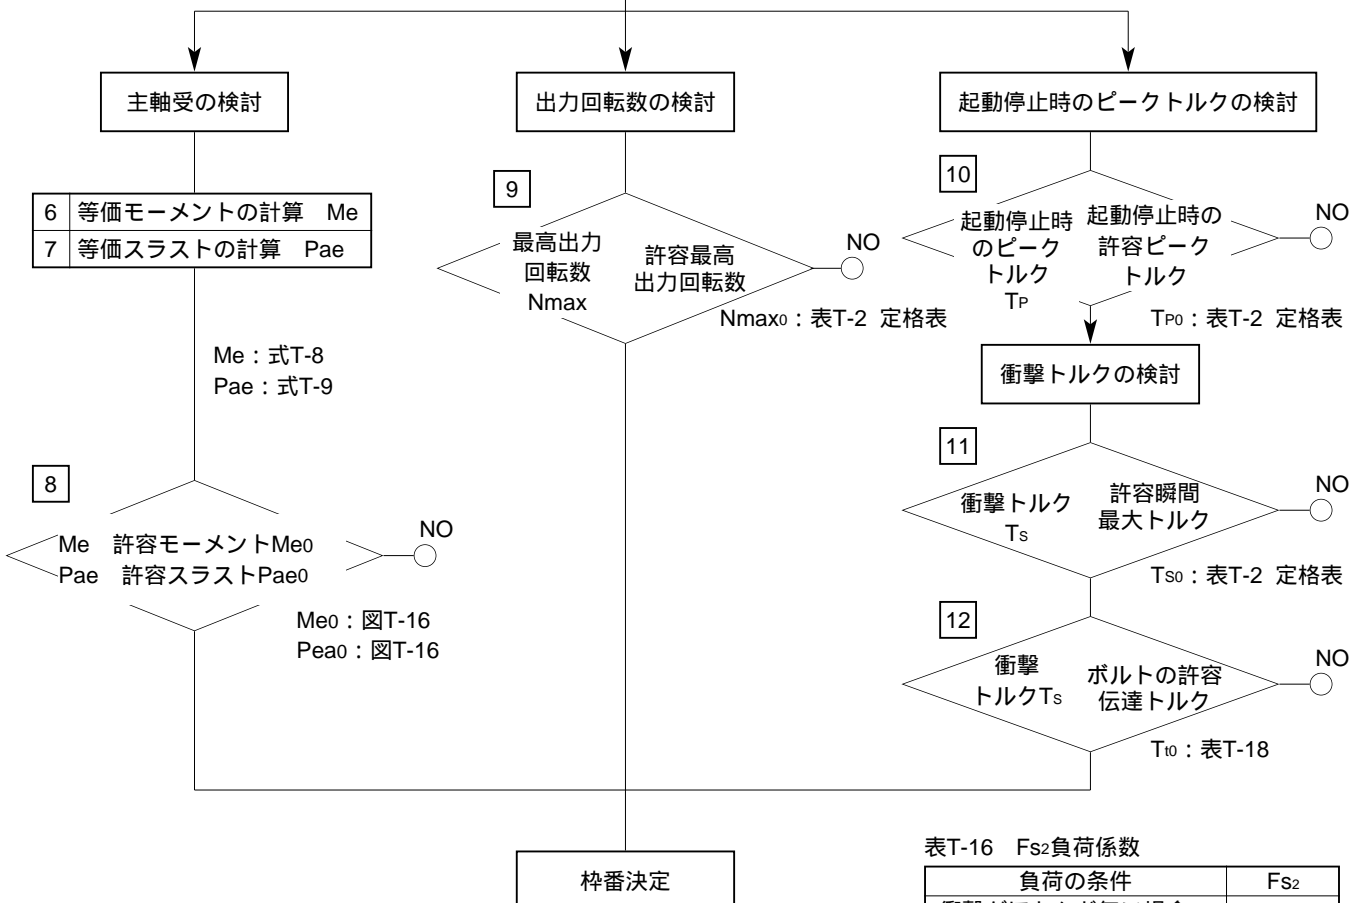 主軸受の検討
出力回転数の検討
起動停止時のピークトルクの検討
6 等価モーメントの計算 Me
7 等価スラストの計算 Pae
Me：式T-8
Pae：式T-9
8
Me 許容モーメントMe0
Pae 許容スラストPae0
NO
Me0：図T-16
Pea0：図T-16
9
最高出力
回転数
Nmax
許容最高
出力回転数
NO
Nmax0：表T-2 定格表
10
起動停止時
のピーク
トルク
TP
起動停止時の
許容ピーク
トルク
NO
TP0：表T-2 定格表
衝撃トルクの検討
11
衝撃トルク
Ts
許容瞬間
最大トルク
NO
Ts0：表T-2 定格表
12
衝撃
トルクTs
ボルトの許容
伝達トルク
NO
Tt0：表T-18
枠番決定
表T-16 Fs2負荷係数
負荷の条件 Fs2